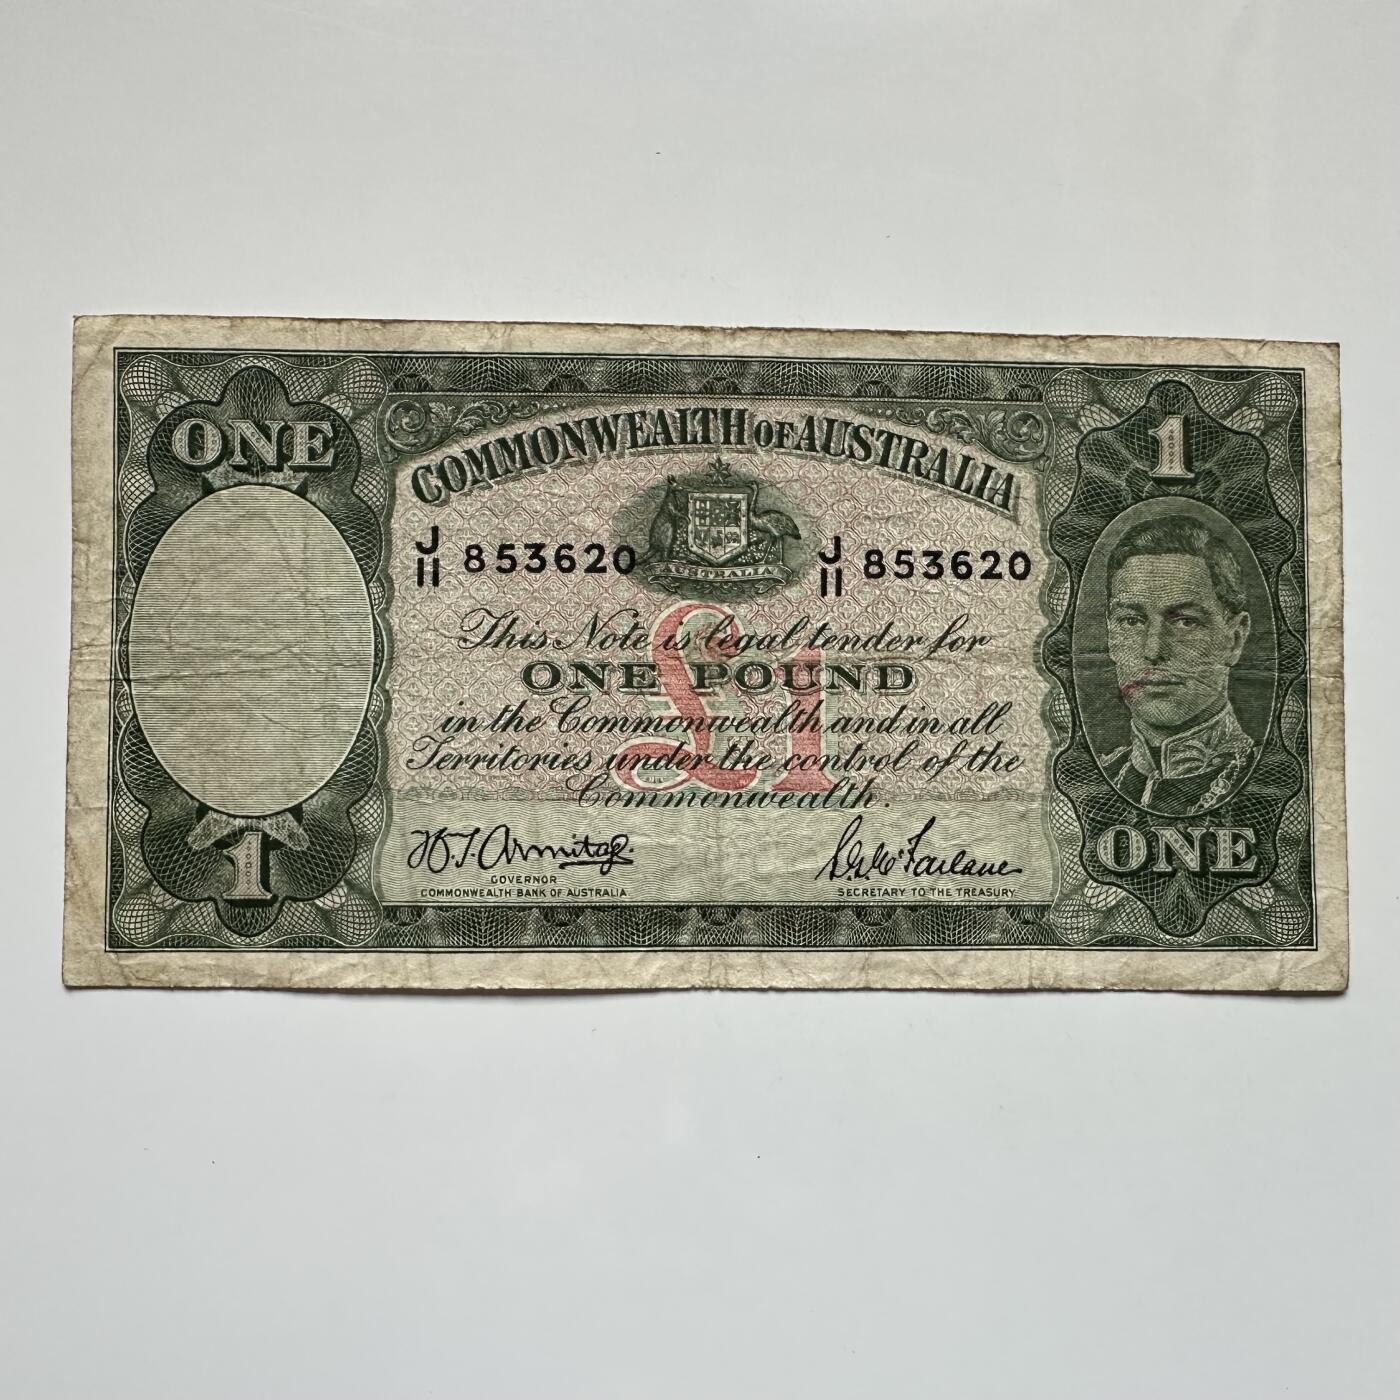 ONE
1
COMMONWEALTH OF AUSTRALIA
AUSTRALIA
J/11 853620
J/11 853620
£1
This Note is legal tender for
ONE POUND
in the Commonwealth and in all
Territories under the control of the
Commonwealth.
H.T. Armitage.
GOVERNOR
COMMONWEALTH BANK OF AUSTRALIA
S.G. McFarlane
SECRETARY TO THE TREASURY
1
ONE